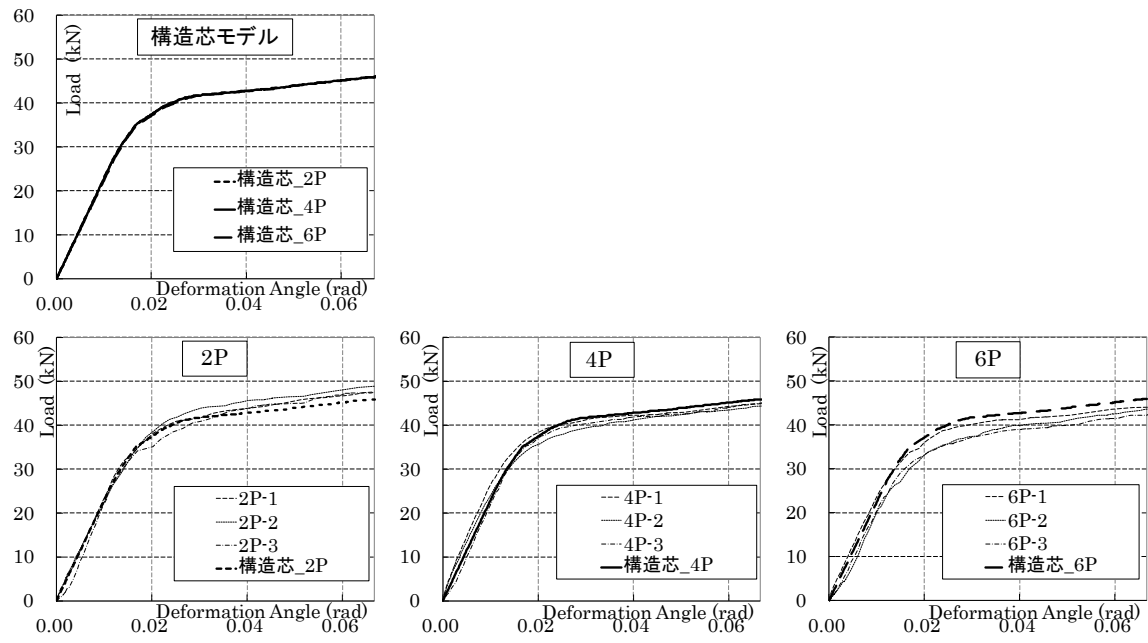 構造芯モデル
Load (kN)
60
50
40
30
20
10
0
構造芯_2P
構造芯_4P
構造芯_6P
Deformation Angle (rad)
0.00
0.02
0.04
0.06
2P
Load (kN)
60
50
40
30
20
10
0
2P-1
2P-2
2P-3
構造芯_2P
Deformation Angle (rad)
0.00
0.02
0.04
0.06
4P
Load (kN)
60
50
40
30
20
10
0
4P-1
4P-2
4P-3
構造芯_4P
Deformation Angle (rad)
0.00
0.02
0.04
0.06
6P
Load (kN)
60
50
40
30
20
10
0
6P-1
6P-2
6P-3
構造芯_6P
Deformation Angle (rad)
0.00
0.02
0.04
0.06